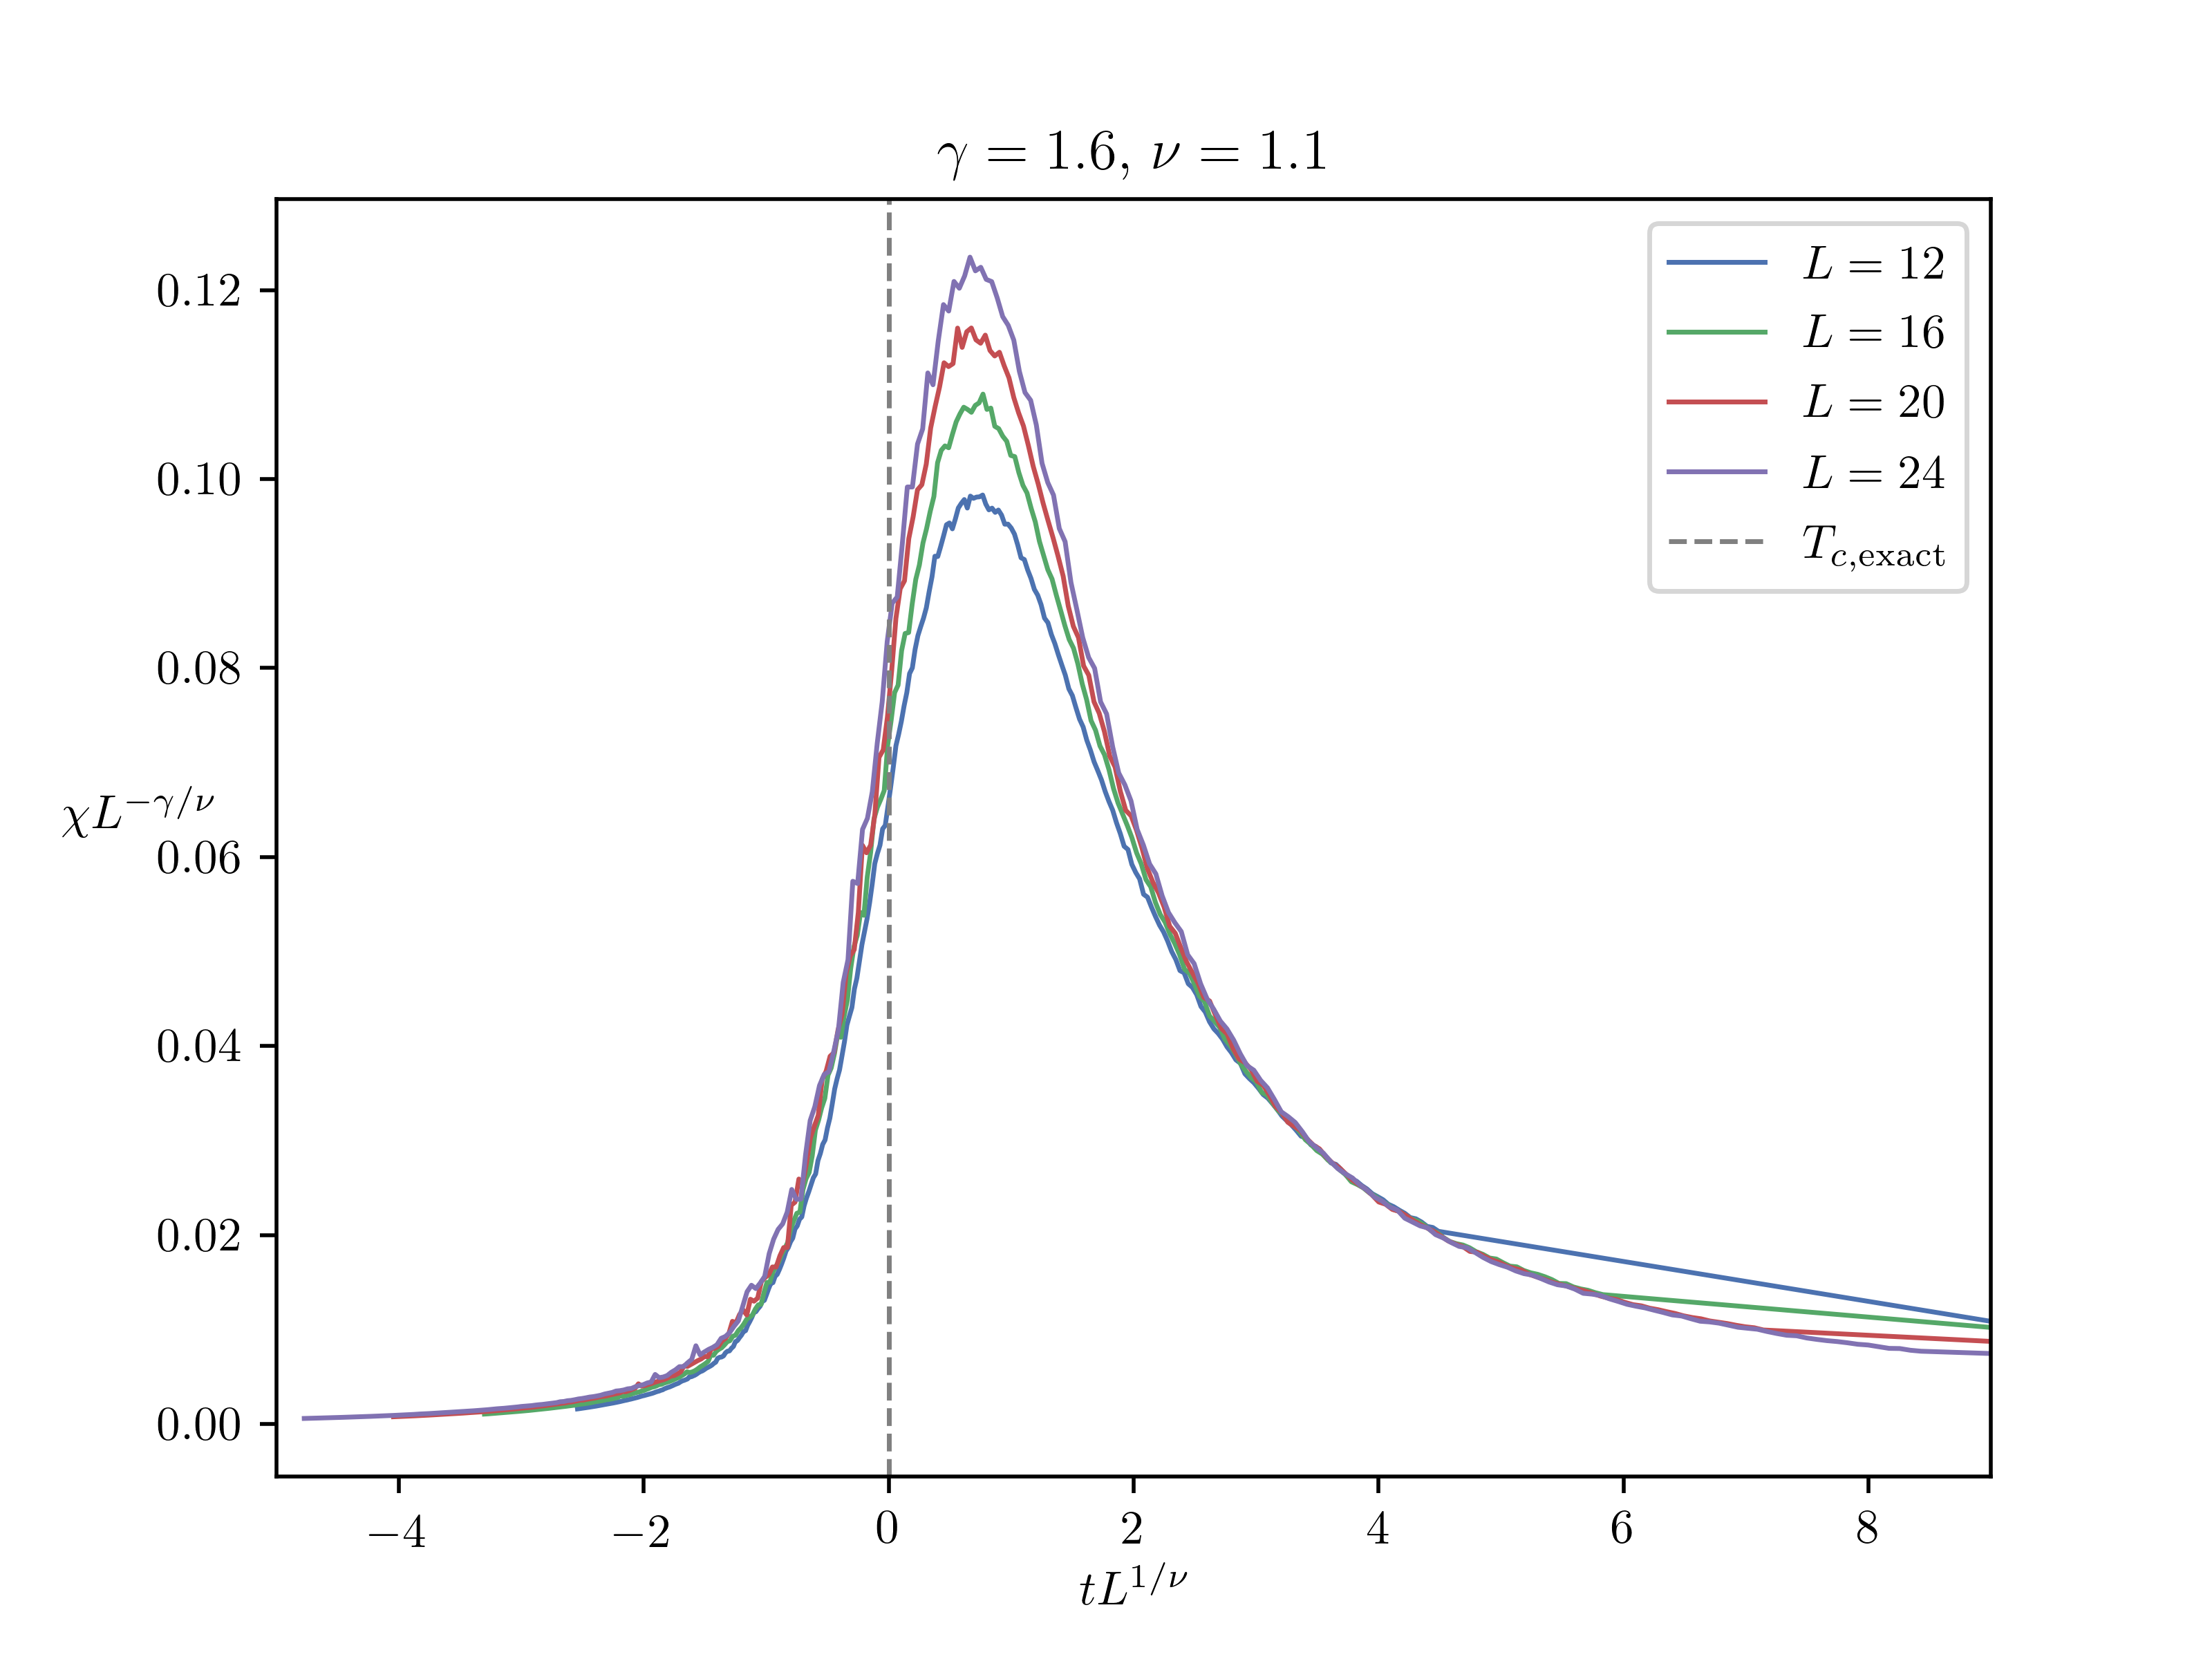 γ = 1.6, ν = 1.1
L = 12
L = 16
L = 20
L = 24
T_{c,exact}
χL^{−γ/ν}
0.12
0.10
0.08
0.06
0.04
0.02
0.00
−4 −2 0 2 4 6 8
tL^{1/ν}